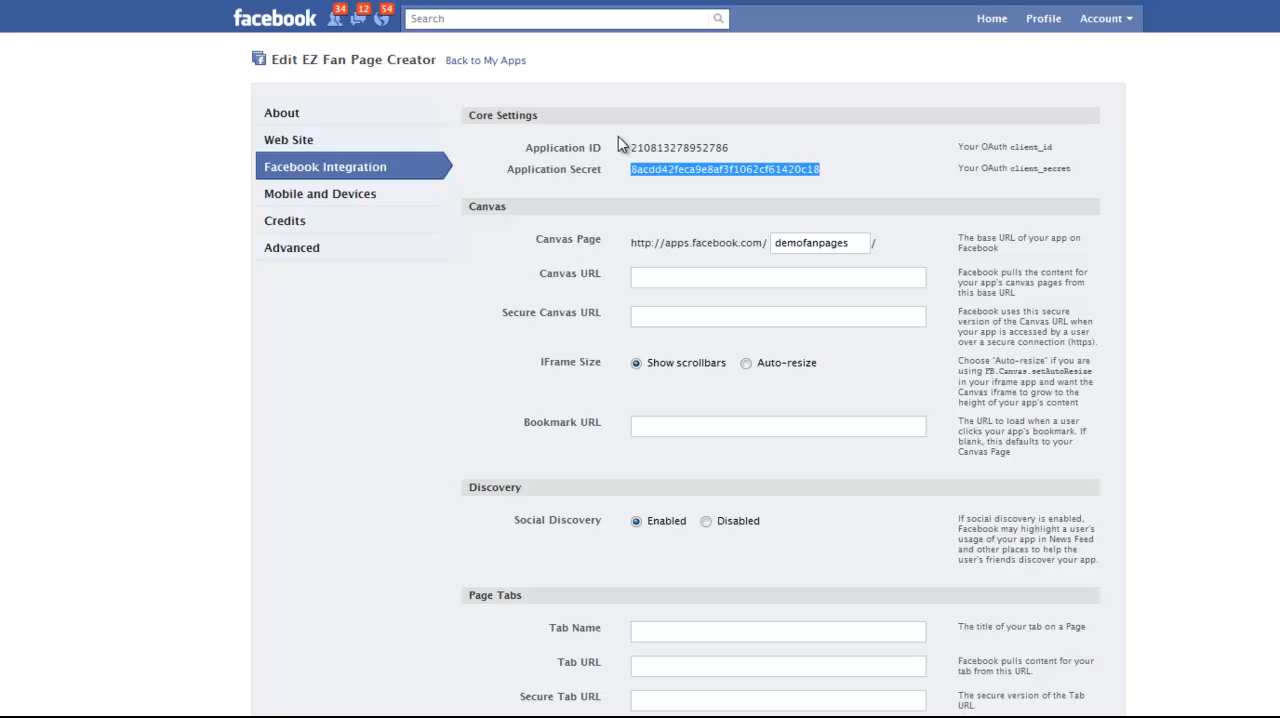 facebook 34 12 54 Search Home Profile Account
Edit EZ Fan Page Creator Back to My Apps
About
Web Site
Facebook Integration
Mobile and Devices
Credits
Advanced
Core Settings
Application ID 210813278952786 Your OAuth client_id
Application Secret 8acdd42feca9e8af3f1062cf61420c18 Your OAuth client_secret
Canvas
Canvas Page http://apps.facebook.com/ demofanpages / The base URL of your app on
Facebook
Canvas URL Facebook pulls the content for
your app's canvas pages from
this base URL
Secure Canvas URL Facebook uses this secure
version of the Canvas URL when
your app is accessed by a user
over a secure connection (https).
IFrame Size Show scrollbars Auto-resize Choose "Auto-resize" if you are
using FB.Canvas.setAutoResize
in your iframe app and want the
Canvas iframe to grow to the
height of your app's content
Bookmark URL The URL to load when a user
clicks your app's bookmark. If
blank, this defaults to your
Canvas Page
Discovery
Social Discovery Enabled Disabled If social discovery is enabled,
Facebook may highlight a user's
usage of your app in News Feed
and other places to help the
user's friends discover your app.
Page Tabs
Tab Name The title of your tab on a Page
Tab URL Facebook pulls content for your
tab from this URL.
Secure Tab URL The secure version of the Tab
URL